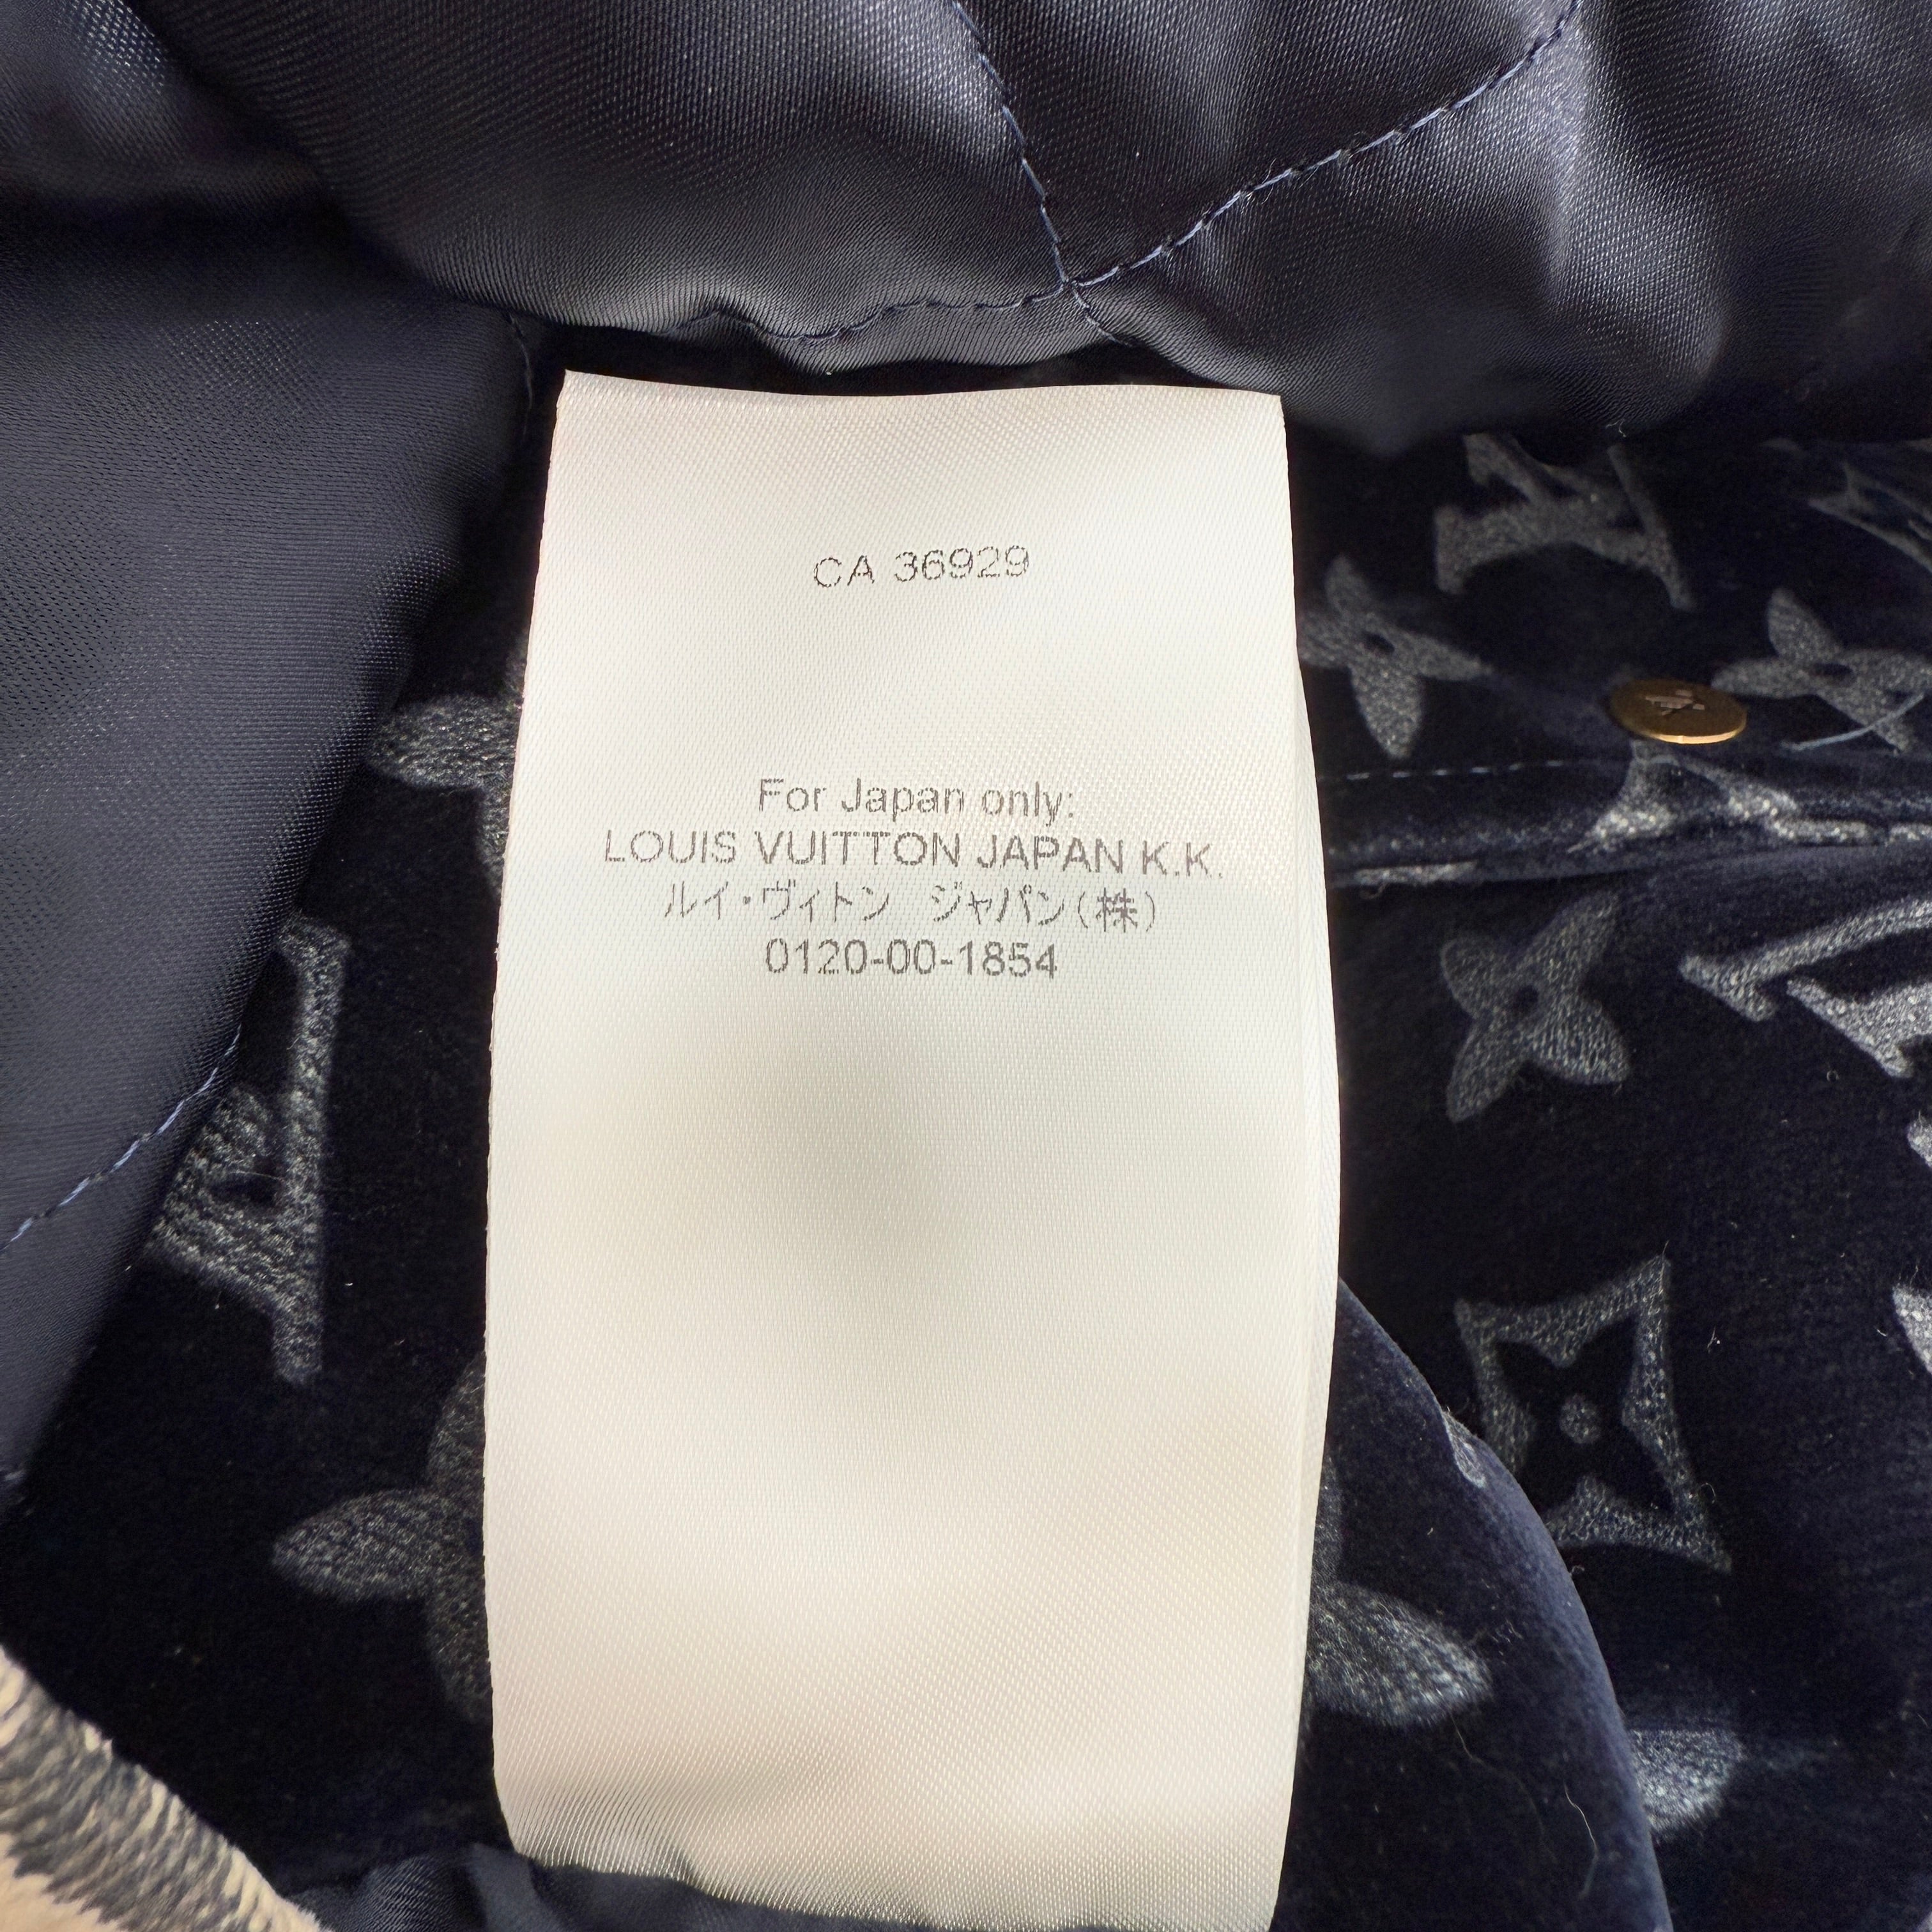 CA 36929
For Japan only:
LOUIS VUITTON JAPAN K.K.
ルイ・ヴィトン　ジャパン(株)
0120-00-1854